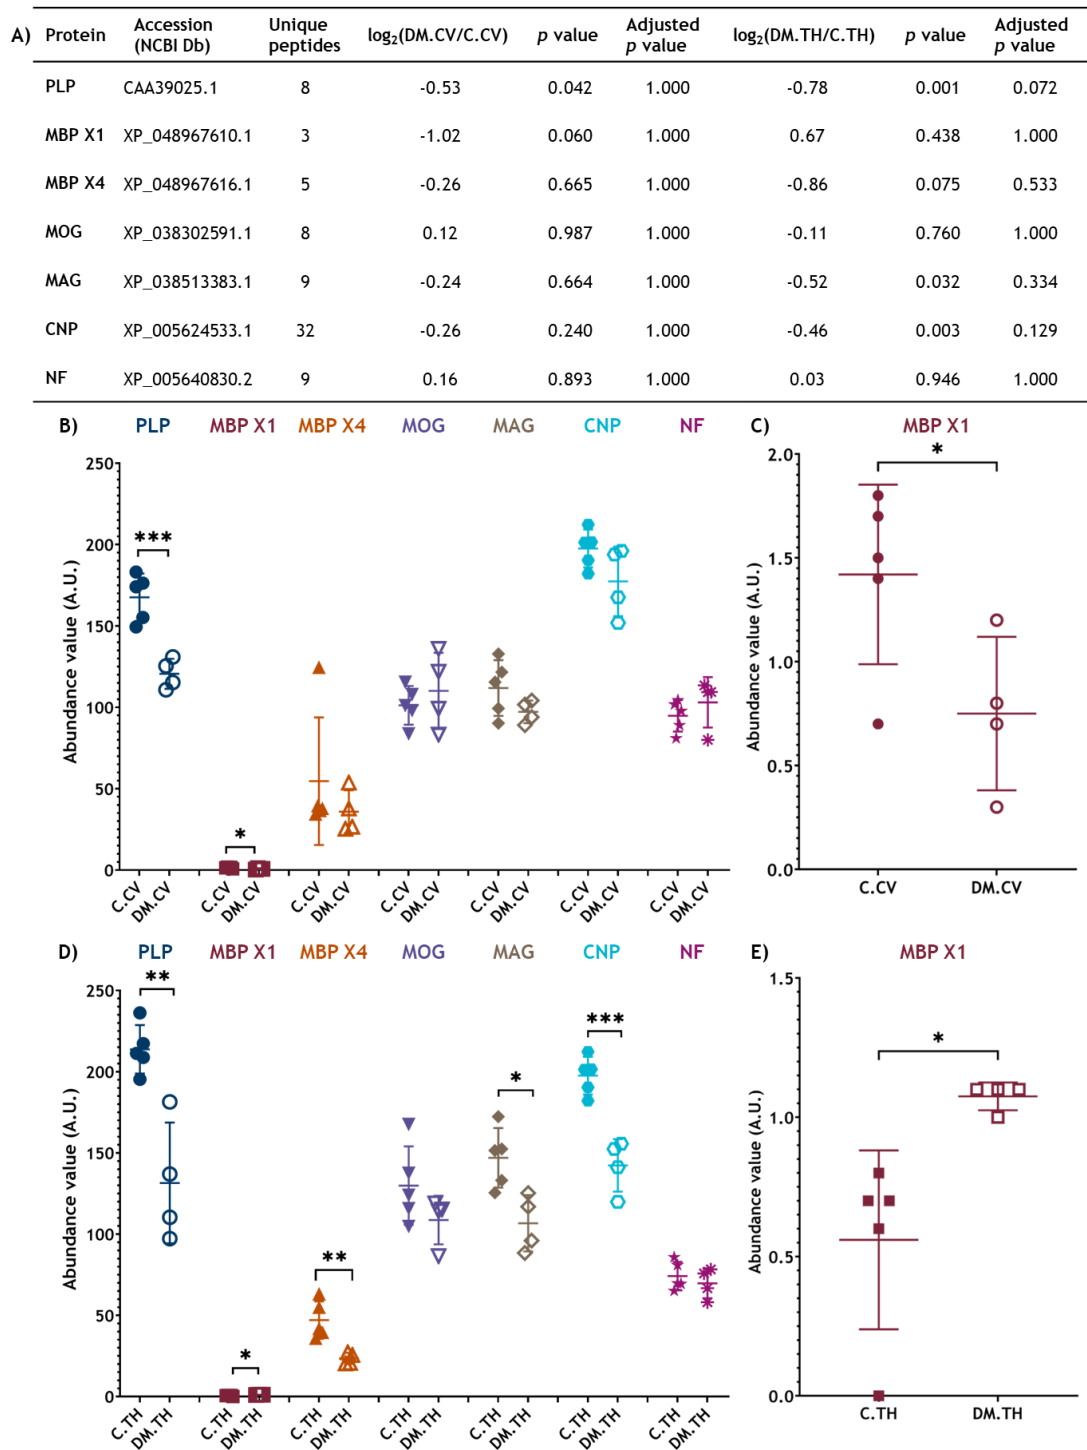 A) Protein Accession (NCBI Db) Unique peptides log₂(DM.CV/C.CV) p value Adjusted p value log₂(DM.TH/C.TH) p value Adjusted p value
PLP CAA39025.1 8 -0.53 0.042 1.000 -0.78 0.001 0.072
MBP X1 XP_048967610.1 3 -1.02 0.060 1.000 0.67 0.438 1.000
MBP X4 XP_048967616.1 5 -0.26 0.665 1.000 -0.86 0.075 0.533
MOG XP_038302591.1 8 0.12 0.987 1.000 -0.11 0.760 1.000
MAG XP_038513383.1 9 -0.24 0.664 1.000 -0.52 0.032 0.334
CNP XP_005624533.1 32 -0.26 0.240 1.000 -0.46 0.003 0.129
NF XP_005640830.2 9 0.16 0.893 1.000 0.03 0.946 1.000
B) PLP MBP X1 MBP X4 MOG MAG CNP NF
Abundance value (A.U.)
250
200
150
100
50
0
***
*
C.CV DM.CV C.CV DM.CV C.CV DM.CV C.CV DM.CV C.CV DM.CV C.CV DM.CV C.CV DM.CV
C) MBP X1
Abundance value (A.U.)
2.0
1.5
1.0
0.5
0.0
*
C.CV DM.CV
D) PLP MBP X1 MBP X4 MOG MAG CNP NF
Abundance value (A.U.)
250
200
150
100
50
0
**
*
**
*
***
C.TH DM.TH C.TH DM.TH C.TH DM.TH C.TH DM.TH C.TH DM.TH C.TH DM.TH C.TH DM.TH
E) MBP X1
Abundance value (A.U.)
1.5
1.0
0.5
0.0
*
C.TH DM.TH